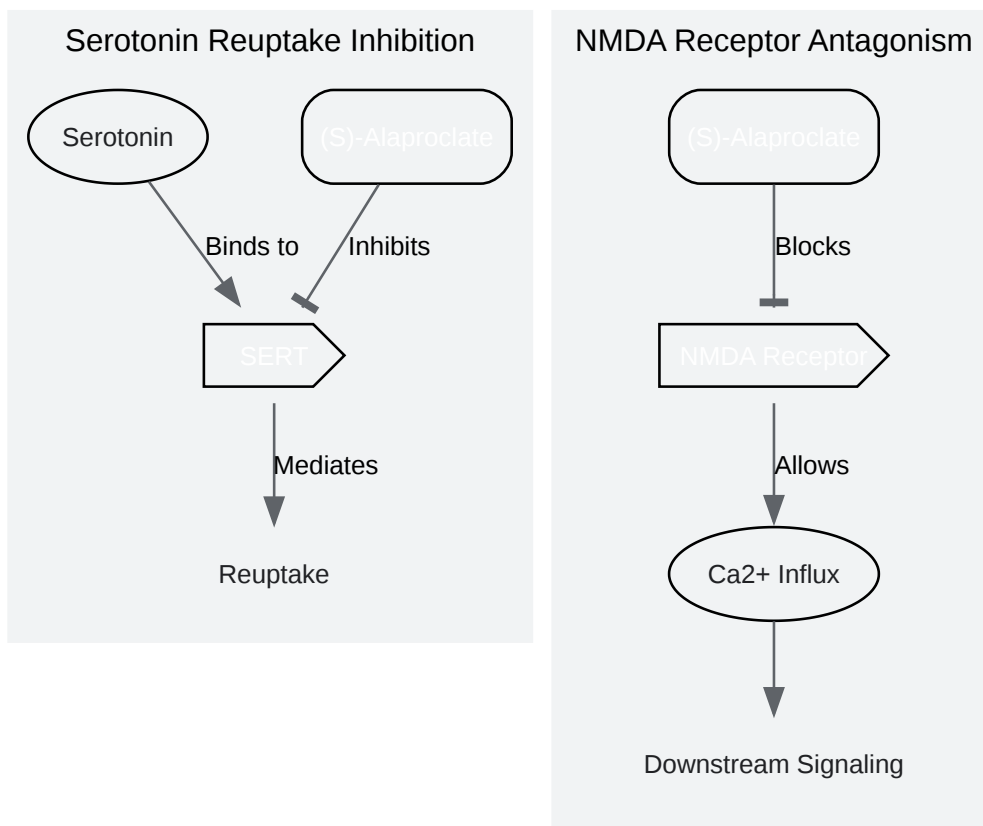 Serotonin Reuptake Inhibition
Serotonin
(S)-Alaproclate
Binds to
Inhibits
SERT
Mediates
Reuptake
NMDA Receptor Antagonism
(S)-Alaproclate
Blocks
NMDA Receptor
Allows
Ca2+ Influx
Downstream Signaling